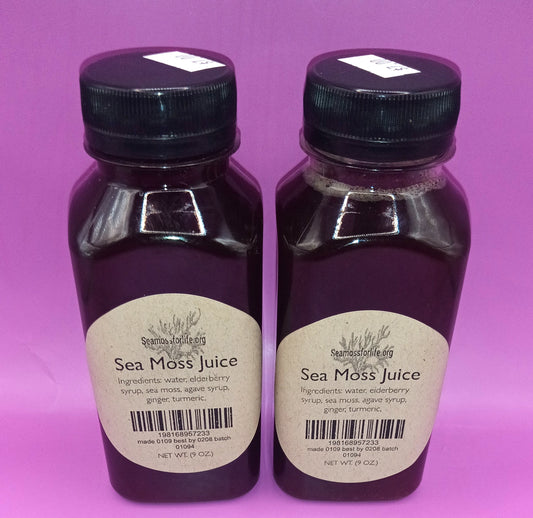 Seamossforlife.org
Sea Moss Juice
Ingredients: water, elderberry
syrup, sea moss, agave syrup,
ginger, turmeric,
198168957233
made 0109 best by 0208 batch
01094
NET WT. (9 OZ.)
Seamossforlife.org
Sea Moss Juice
Ingredients: water, elderberry
syrup, sea moss, agave syrup,
ginger, turmeric,
198168957233
made 0109 best by 0208 batch
01094
NET WT. (9 OZ.)